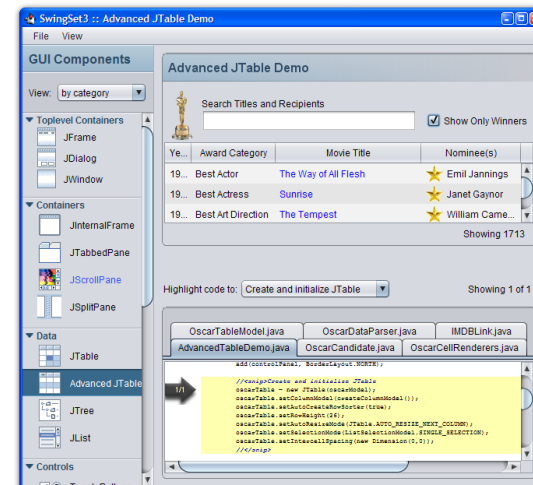 SwingSet3 :: Advanced JTable Demo
File View
GUI Components
View: by category
Toplevel Containers
JFrame
JDialog
JWindow
Containers
JInternalFrame
JTabbedPane
JScrollPane
JSplitPane
Data
JTable
Advanced JTable
JTree
JList
Controls
Advanced JTable Demo
Search Titles and Recipients
Show Only Winners
Ye... Award Category Movie Title Nominee(s)
19... Best Actor The Way of All Flesh Emil Jannings
19... Best Actress Sunrise Janet Gaynor
19... Best Art Direction The Tempest William Came...
Showing 1713
Highlight code to: Create and initialize JTable Showing 1 of 1
OscarTableModel.java OscarDataParser.java IMDBLink.java
AdvancedTableDemo.java OscarCandidate.java OscarCellRenderers.java
add(controlPanel, BorderLayout.NORTH);
1/1
//<snip>Create and initialize JTable
oscarTable = new JTable(oscarModel);
oscarTable.setColumnModel(createColumnModel());
oscarTable.setAutoCreateRowSorter(true);
oscarTable.setRowHeight(26);
oscarTable.setAutoResizeMode(JTable.AUTO_RESIZE_NEXT_COLUMN);
oscarTable.setSelectionMode(ListSelectionModel.SINGLE_SELECTION);
oscarTable.setIntercellSpacing(new Dimension(0,0));
//</snip>